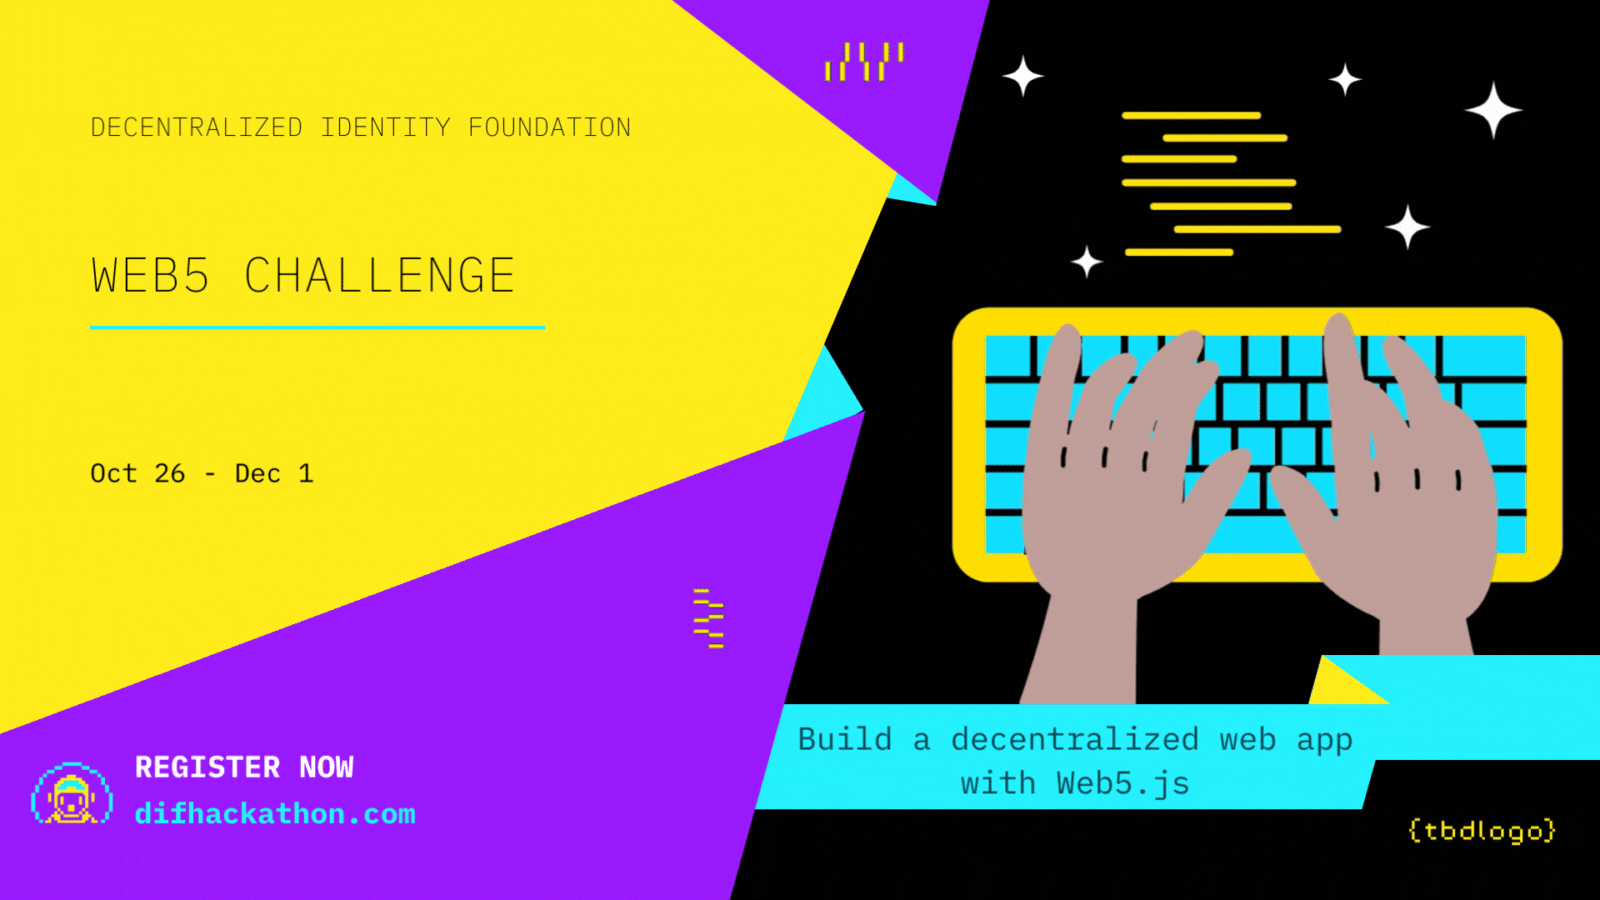 DECENTRALIZED IDENTITY FOUNDATION
WEB5 CHALLENGE
Oct 26 - Dec 1
REGISTER NOW
difhackathon.com
Build a decentralized web app
with Web5.js
{tbdlogo}